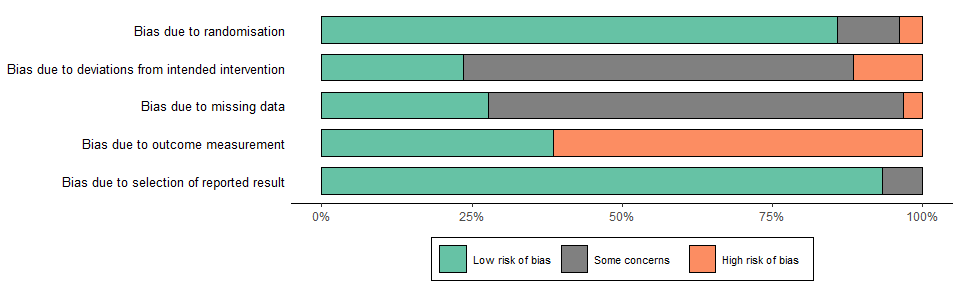 Bias due to randomisation
Bias due to deviations from intended intervention
Bias due to missing data
Bias due to outcome measurement
Bias due to selection of reported result
0% 25% 50% 75% 100%
Low risk of bias Some concerns High risk of bias